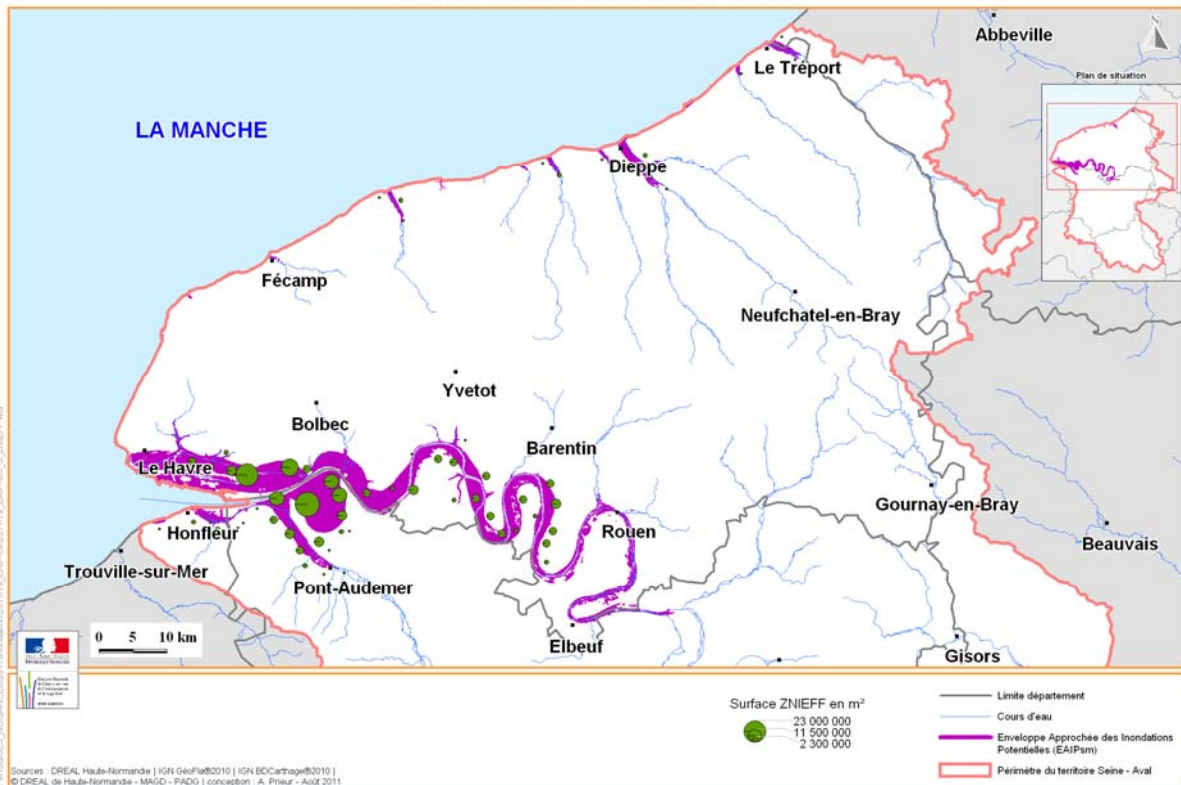 Abbeville
N
Le Tréport
Plan de situation
LA MANCHE
Dieppe
Fécamp
Neufchatel-en-Bray
Yvetot
Bolbec
Barentin
Le Havre
Gournay-en-Bray
Honfleur
Rouen
Beauvais
Trouville-sur-Mer
Pont-Audemer
0 5 10 km
Elbeuf
Gisors
Surface ZNIEFF en m²
23 000 000
11 500 000
2 300 000
Limite département
Cours d'eau
Enveloppe Approchée des Inondations
Potentielles (EAIPsm)
Périmètre du territoire Seine - Aval
Sources : DREAL Haute-Normandie | IGN GéoFla®2010 | IGN BDCarthage®2010 |
© DREAL de Haute-Normandie - MAGD - PADG | conception : A. Prieur - Août 2011